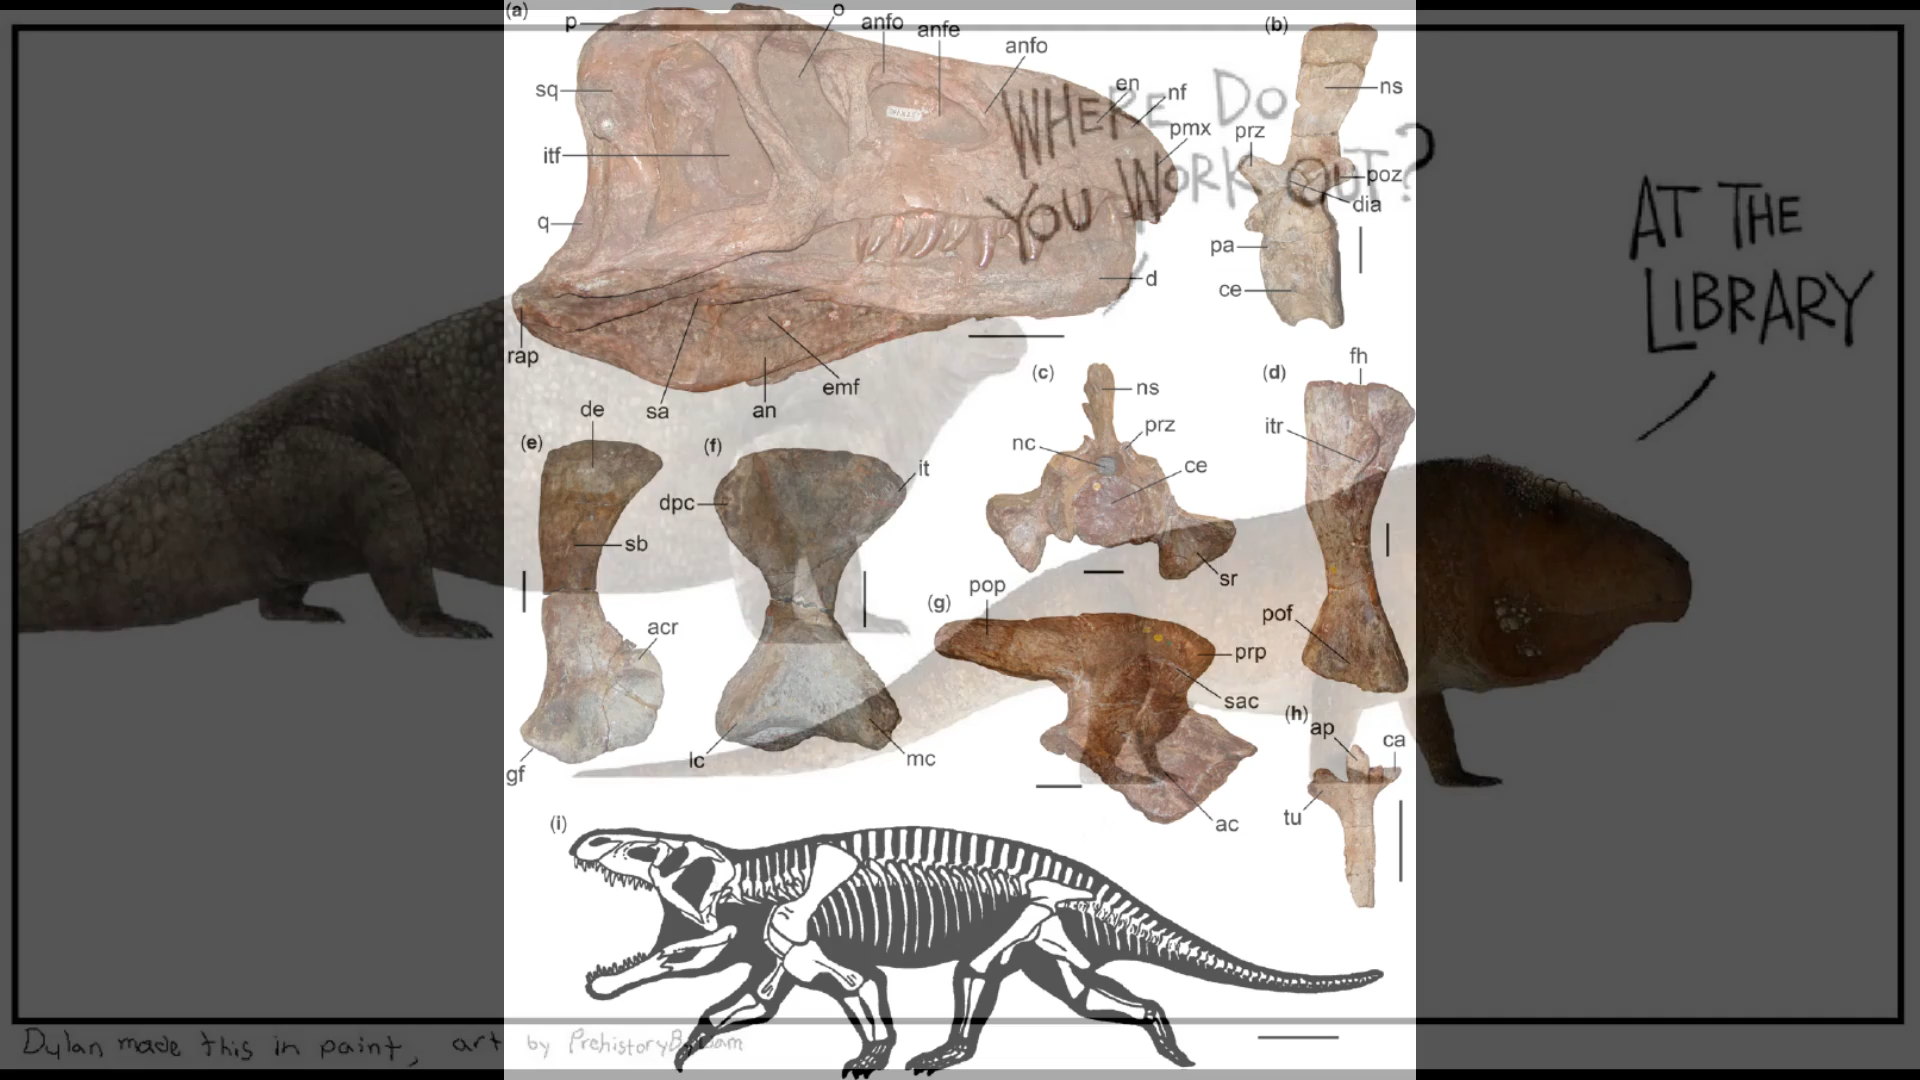 (a)
p
o
anfo
anfe
anfo
sq
en
nf
pmx
itf
q
d
rap
sa
an
emf
WHERE DO
YOU WORK OUT?
AT THE
LIBRARY
(b)
ns
prz
poz
dia
pa
ce
(c)
ns
prz
nc
ce
sr
(d)
fh
itr
pof
(e)
de
sb
acr
gf
(f)
it
dpc
lc
mc
(g)
pop
prp
sac
ac
(h)
ap
ca
tu
(i)
Dylan made this in paint, art by PrehistoryByLiam